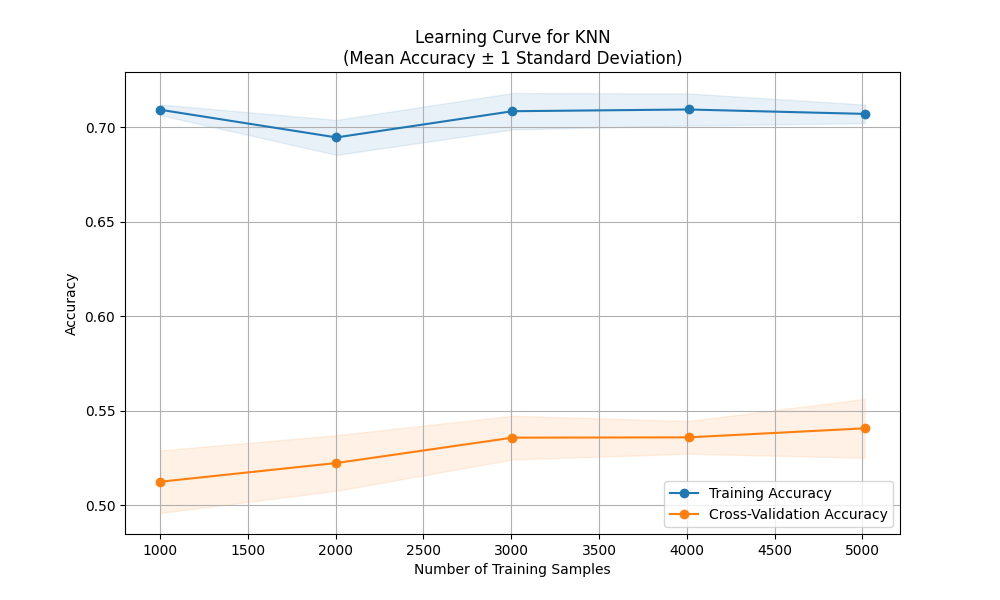 Learning Curve for KNN
(Mean Accuracy ± 1 Standard Deviation)
0.70
0.65
0.60
0.55
0.50
Accuracy
Training Accuracy
Cross-Validation Accuracy
1000 1500 2000 2500 3000 3500 4000 4500 5000
Number of Training Samples